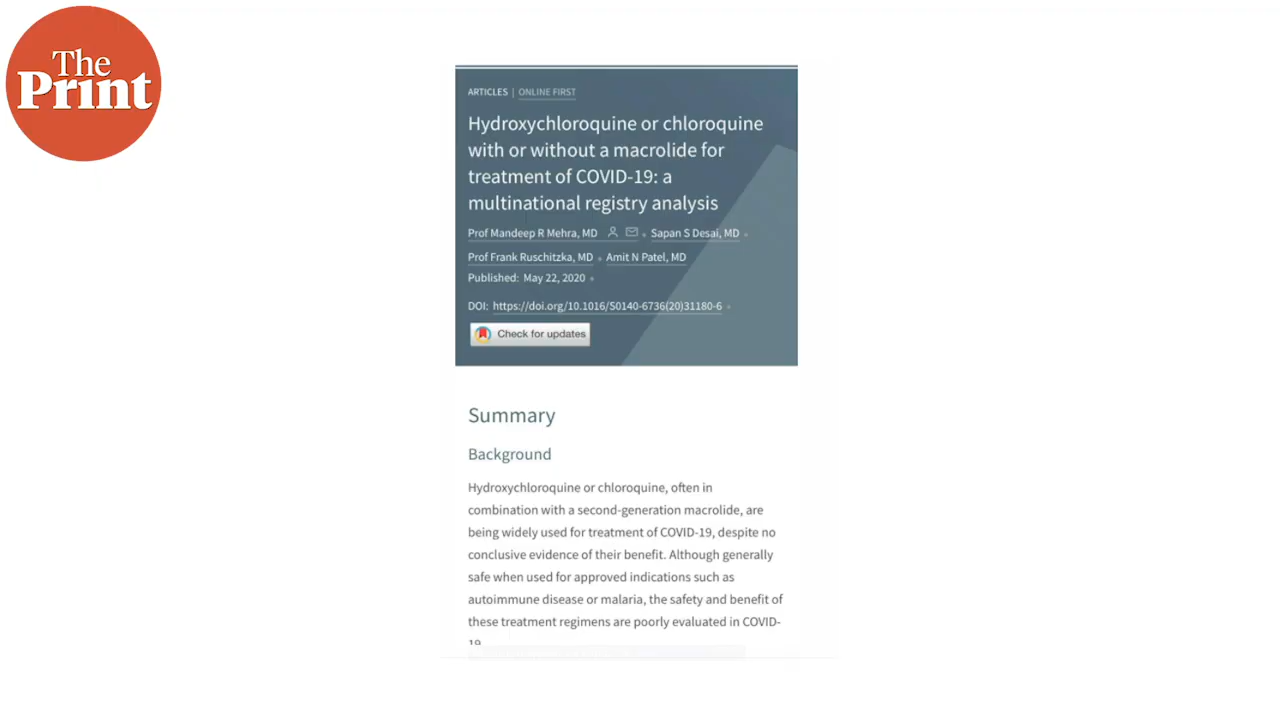 The
Print
ARTICLES | ONLINE FIRST
Hydroxychloroquine or chloroquine
with or without a macrolide for
treatment of COVID-19: a
multinational registry analysis
Prof Mandeep R Mehra, MD • Sapan S Desai, MD •
Prof Frank Ruschitzka, MD • Amit N Patel, MD
Published: May 22, 2020 •
DOI: https://doi.org/10.1016/S0140-6736(20)31180-6 •
Check for updates
Summary
Background
Hydroxychloroquine or chloroquine, often in
combination with a second-generation macrolide, are
being widely used for treatment of COVID-19, despite no
conclusive evidence of their benefit. Although generally
safe when used for approved indications such as
autoimmune disease or malaria, the safety and benefit of
these treatment regimens are poorly evaluated in COVID-
19.